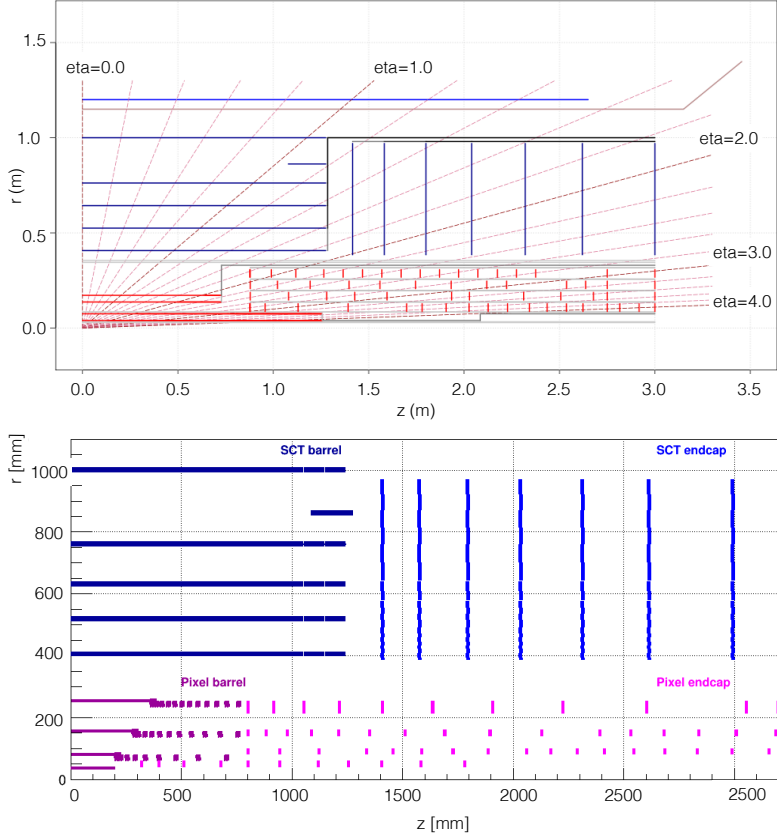 1.5
eta=0.0
eta=1.0
1.0
eta=2.0
r (m)
0.5
eta=3.0
eta=4.0
0.0
0.0
0.5
1.0
1.5
2.0
2.5
3.0
3.5
z (m)
r [mm]
SCT barrel
SCT endcap
1000
800
600
400
Pixel barrel
Pixel endcap
200
0
0
500
1000
1500
2000
2500
2500
z [mm]